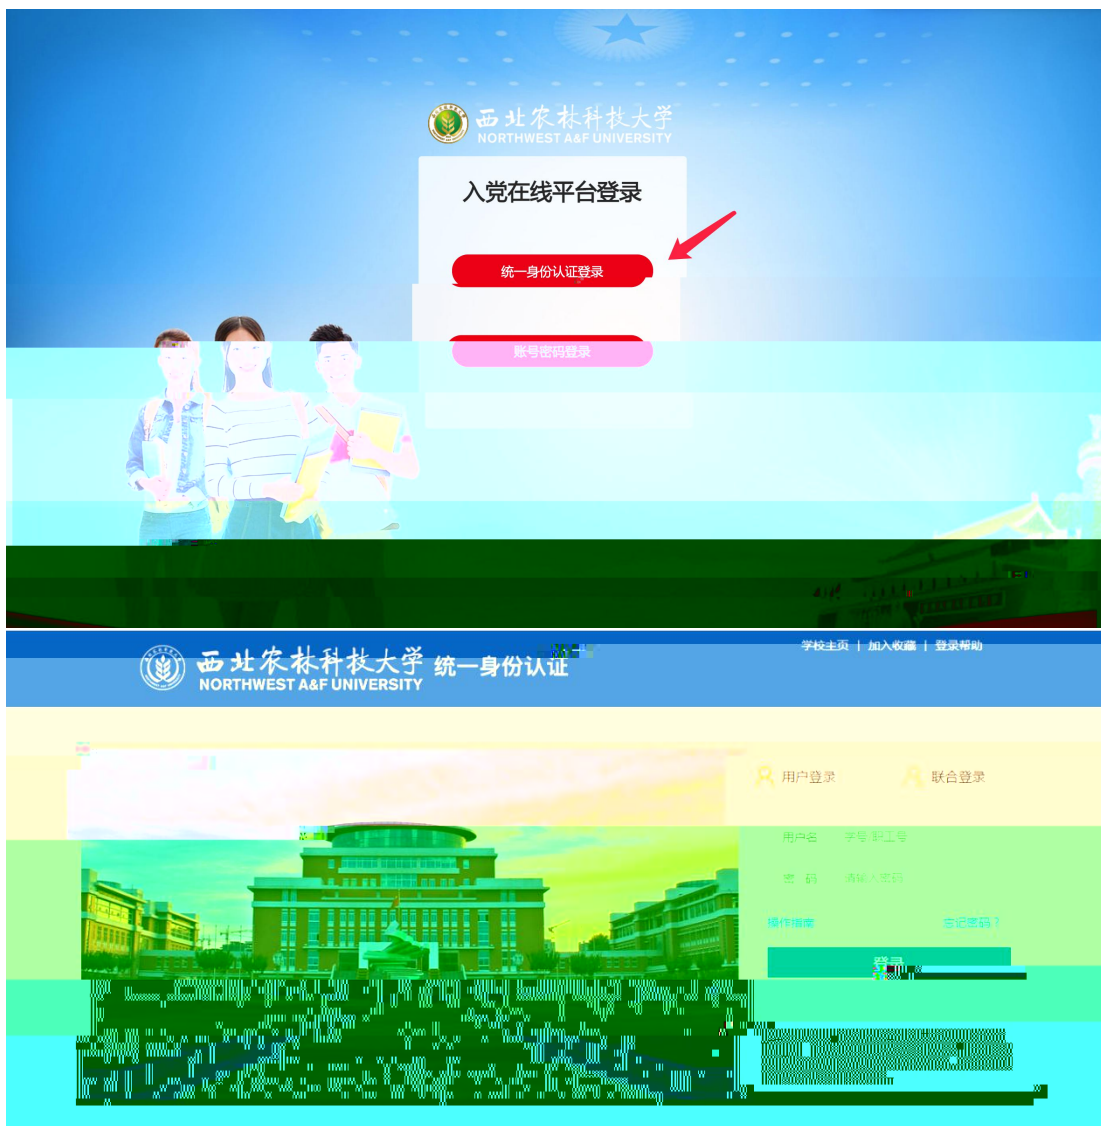 西北农林科技大学
NORTHWEST A&F UNIVERSITY
入党在线平台登录
统一身份认证登录
账号密码登录
学校主页 | 加入收藏 | 登录帮助
西北农林科技大学 统一身份认证
NORTHWEST A&F UNIVERSITY
用户登录 联合登录
用户名 学号/职工号
密 码 请输入密码
操作指南 忘记密码？
登录